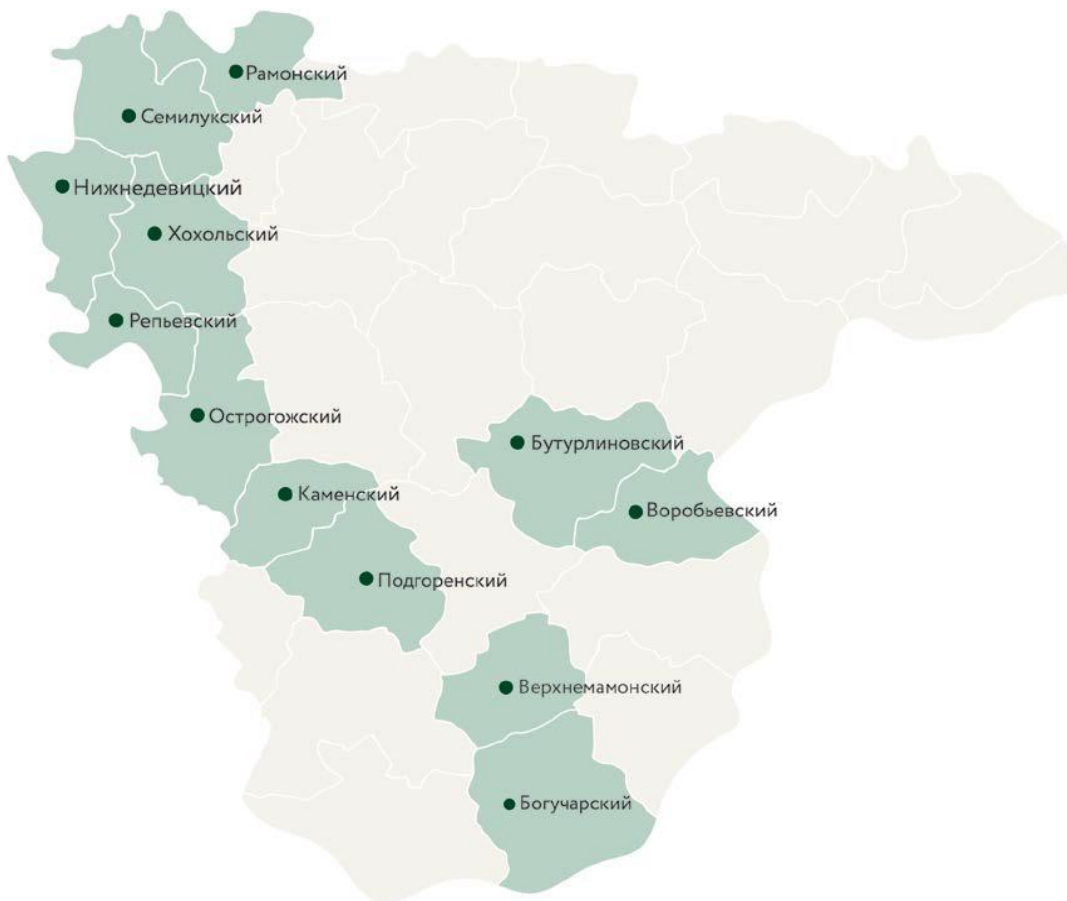 Рамонский
Семилукский
Нижнедевицкий
Хохольский
Репьевский
Острогожский
Бутурлиновский
Каменский
Воробьевский
Подгоренский
Верхнемамонский
Богучарский